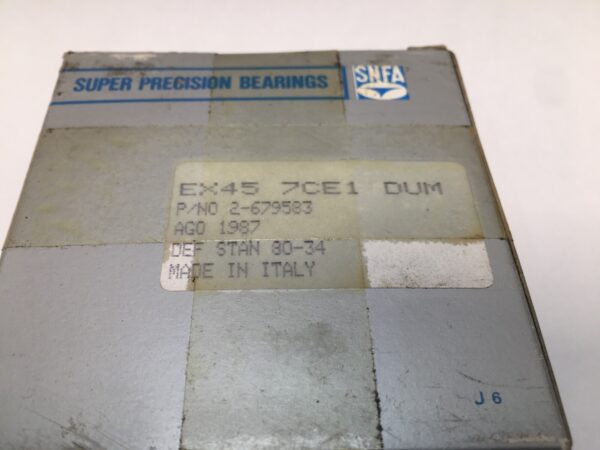 SUPER PRECISION BEARINGS
SNFA
EX45 7CE1 DUM
P/NO 2-679583
AGO 1987
DEF STAN 80-34
MADE IN ITALY
J 6